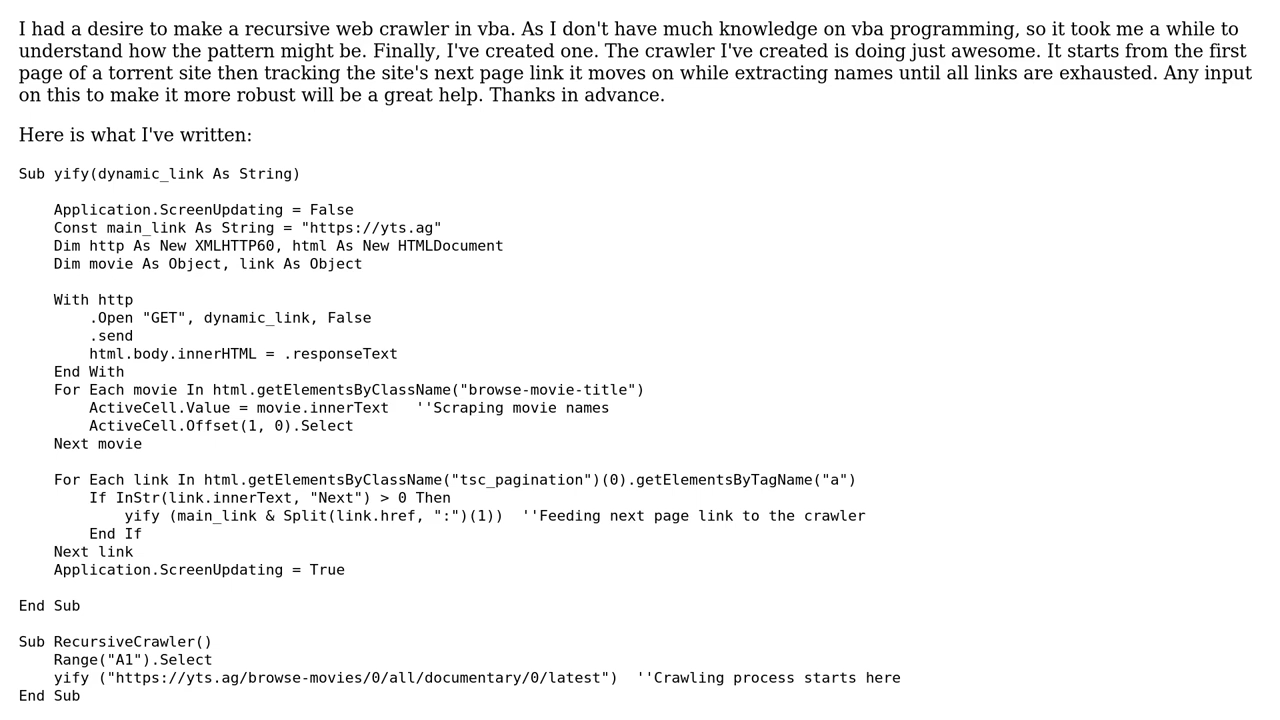 I had a desire to make a recursive web crawler in vba. As I don't have much knowledge on vba programming, so it took me a while to
understand how the pattern might be. Finally, I've created one. The crawler I've created is doing just awesome. It starts from the first
page of a torrent site then tracking the site's next page link it moves on while extracting names until all links are exhausted. Any input
on this to make it more robust will be a great help. Thanks in advance.

Here is what I've written:

Sub yify(dynamic_link As String)

    Application.ScreenUpdating = False
    Const main_link As String = "https://yts.ag"
    Dim http As New XMLHTTP60, html As New HTMLDocument
    Dim movie As Object, link As Object

    With http
        .Open "GET", dynamic_link, False
        .send
        html.body.innerHTML = .responseText
    End With
    For Each movie In html.getElementsByClassName("browse-movie-title")
        ActiveCell.Value = movie.innerText   ''Scraping movie names
        ActiveCell.Offset(1, 0).Select
    Next movie

    For Each link In html.getElementsByClassName("tsc_pagination")(0).getElementsByTagName("a")
        If InStr(link.innerText, "Next") > 0 Then
            yify (main_link & Split(link.href, ":")(1))  ''Feeding next page link to the crawler
        End If
    Next link
    Application.ScreenUpdating = True

End Sub

Sub RecursiveCrawler()
    Range("A1").Select
    yify ("https://yts.ag/browse-movies/0/all/documentary/0/latest")  ''Crawling process starts here
End Sub